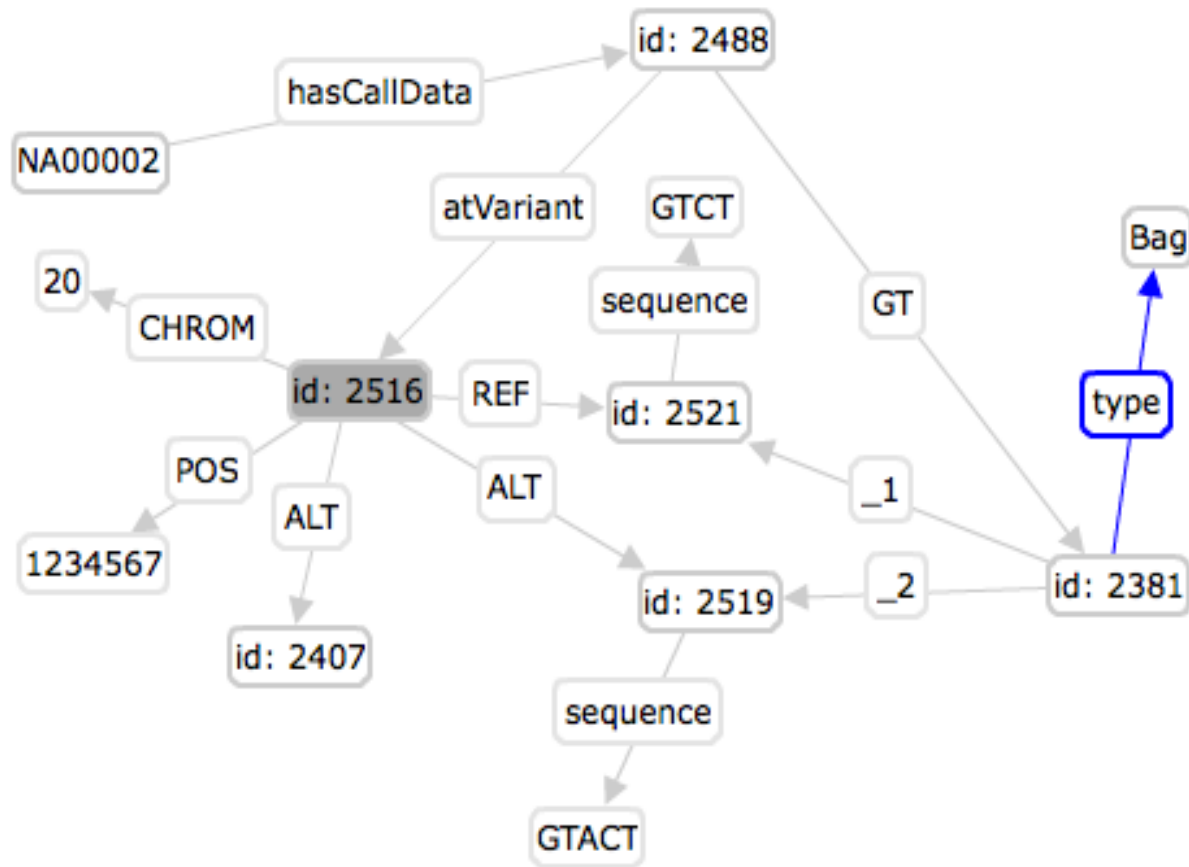 id: 2488
hasCallData
NA00002
atVariant
GTCT
Bag
20
sequence
GT
CHROM
id: 2516
REF
id: 2521
type
POS
ALT
ALT
_1
1234567
id: 2519
_2
id: 2381
id: 2407
sequence
GTACT